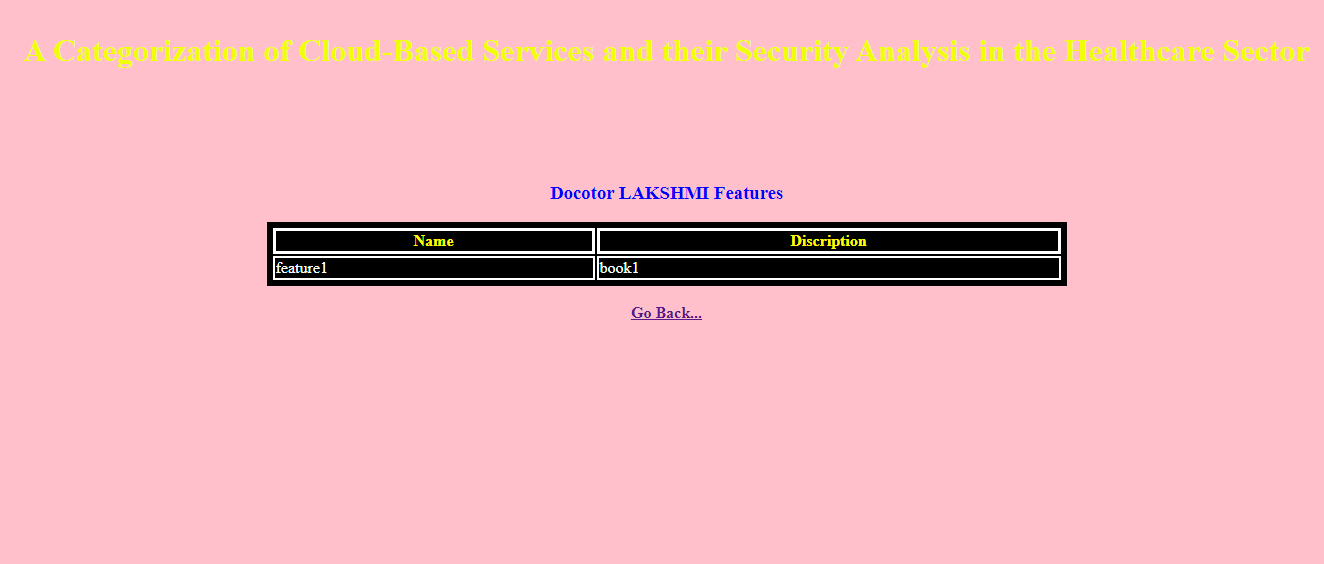 A Categorization of Cloud-Based Services and their Security Analysis in the Healthcare Sector
Docotor LAKSHMI Features
Name Discription
feature1 book1
Go Back...